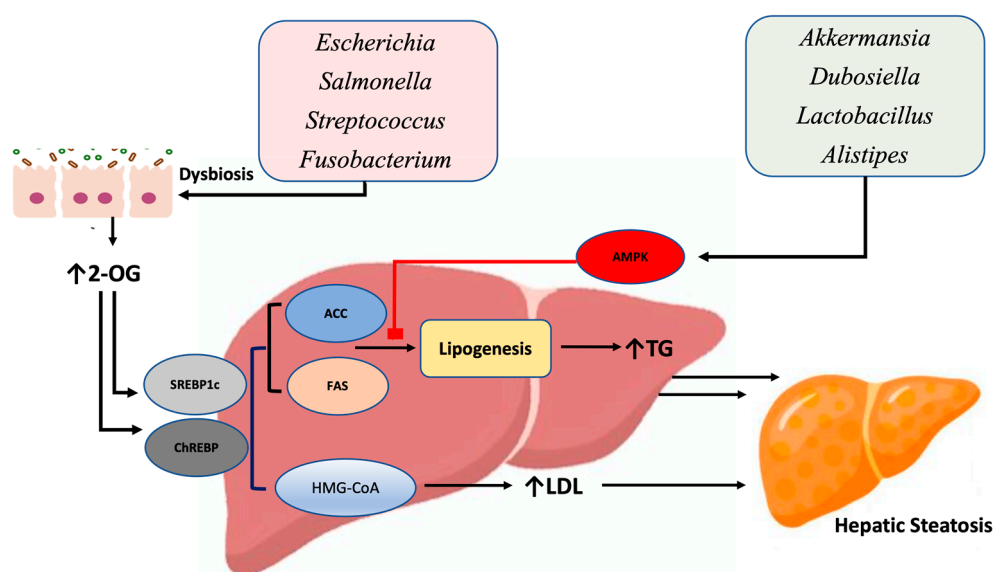 Escherichia
Salmonella
Streptococcus
Fusobacterium
Akkermansia
Dubosiella
Lactobacillus
Alistipes
Dysbiosis
↑2-OG
AMPK
ACC
Lipogenesis
↑TG
SREBP1c
FAS
ChREBP
HMG-CoA
↑LDL
Hepatic Steatosis